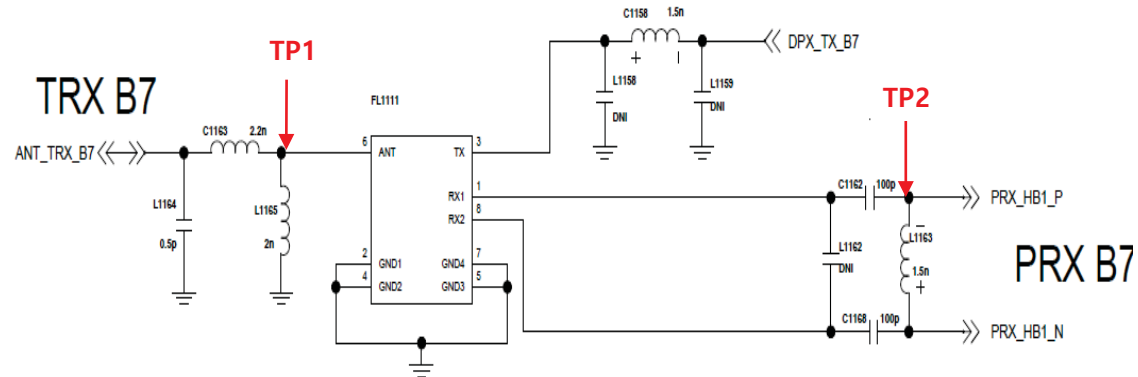 C1158 1.5n
DPX_TX_B7
TP1
+ −
L1158
DNI
L1159
DNI
TP2
TRX B7
FL1111
C1163 2.2n
ANT_TRX_B7
6 ANT TX 3
L1164
0.5p
L1165
2n
RX1 1
RX2 8
C1162 100p
PRX_HB1_P
−
L1163
1.5n
+
L1162
DNI
PRX B7
2 GND1 GND4 7
4 GND2 GND3 5
C1168 100p
PRX_HB1_N